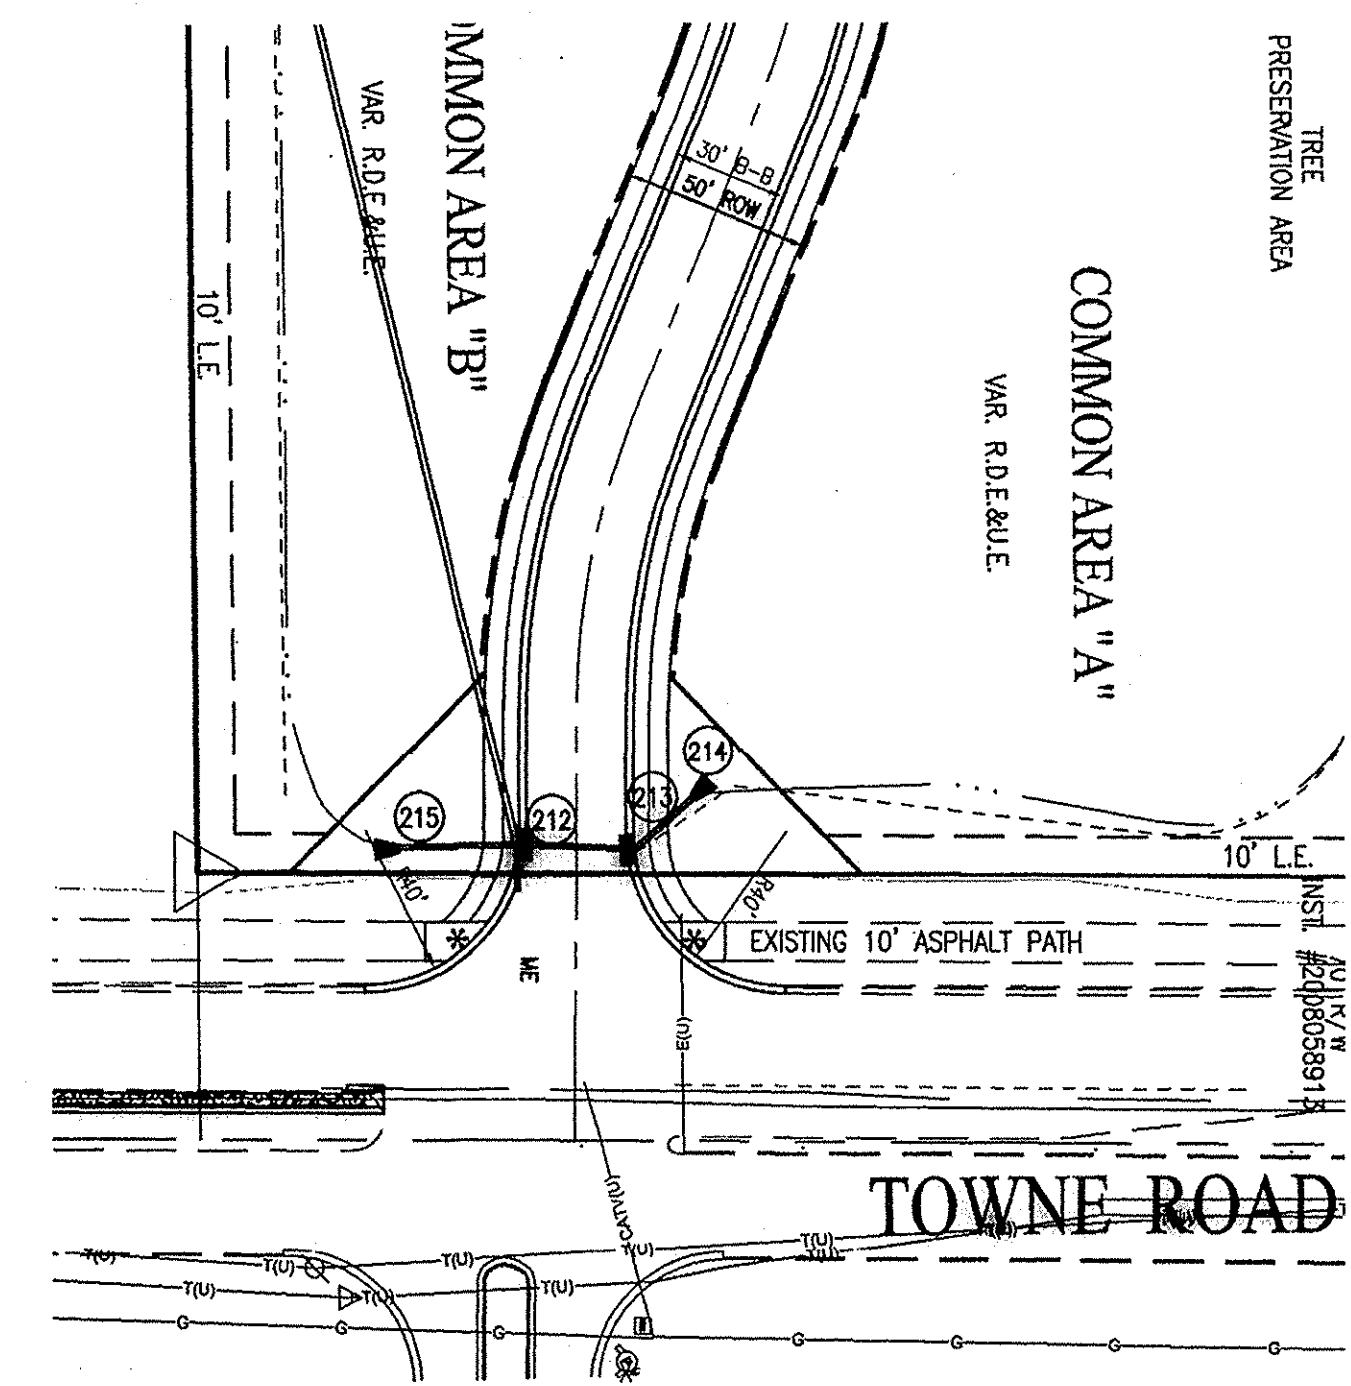 TREE
PRESERVATION AREA
COMMON AREA "A"
VAR. R.D.E.&U.E.
MMON AREA "B"
VAR. R.D.E.&U.E.
10' L.E.
30' B-B
50' ROW
214
213
212
215
10' L.E.
R40'
R40'
EXISTING 10' ASPHALT PATH
ME
INST. #2008058913
R/W
E(U)
CATV(U)
TOWNE ROAD
T(U)
T(U)
T(U)
T(U)
T(U)
T(U)
T(U)
T(U)
T(U)
T(U)
G
G
G
G
G
G
G